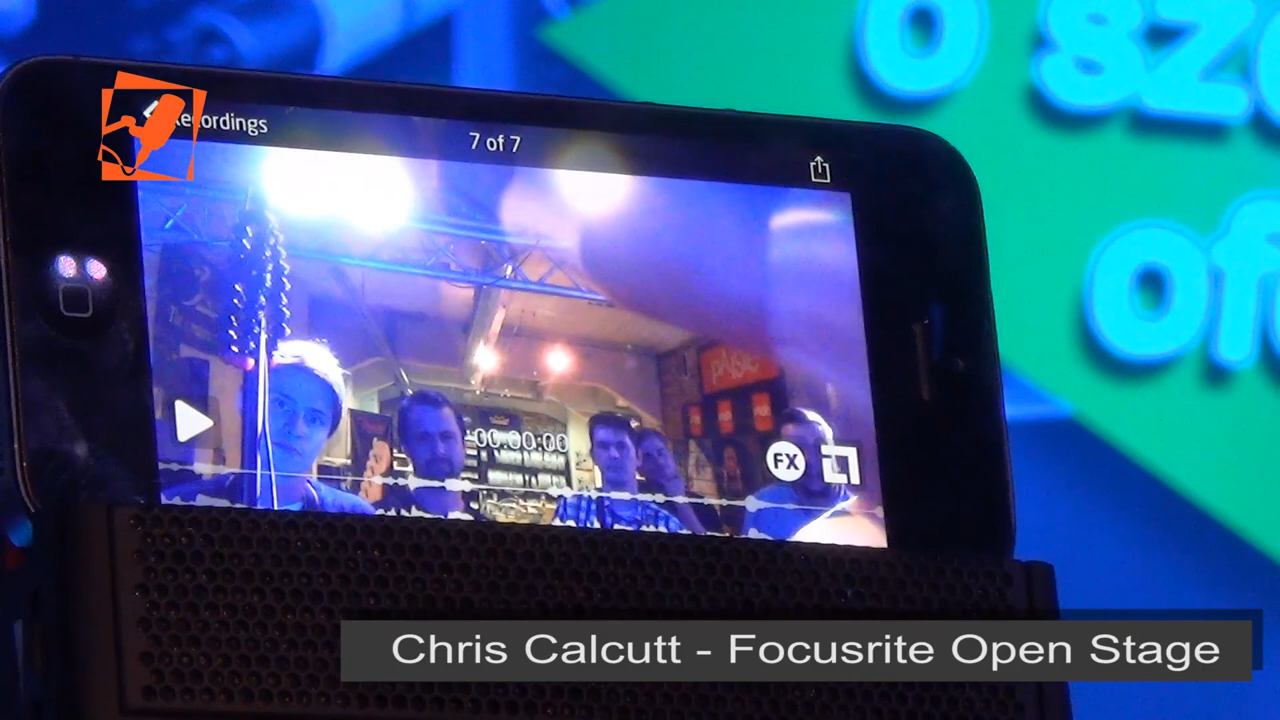 Recordings
7 of 7
00:00:00
FX
Chris Calcutt - Focusrite Open Stage